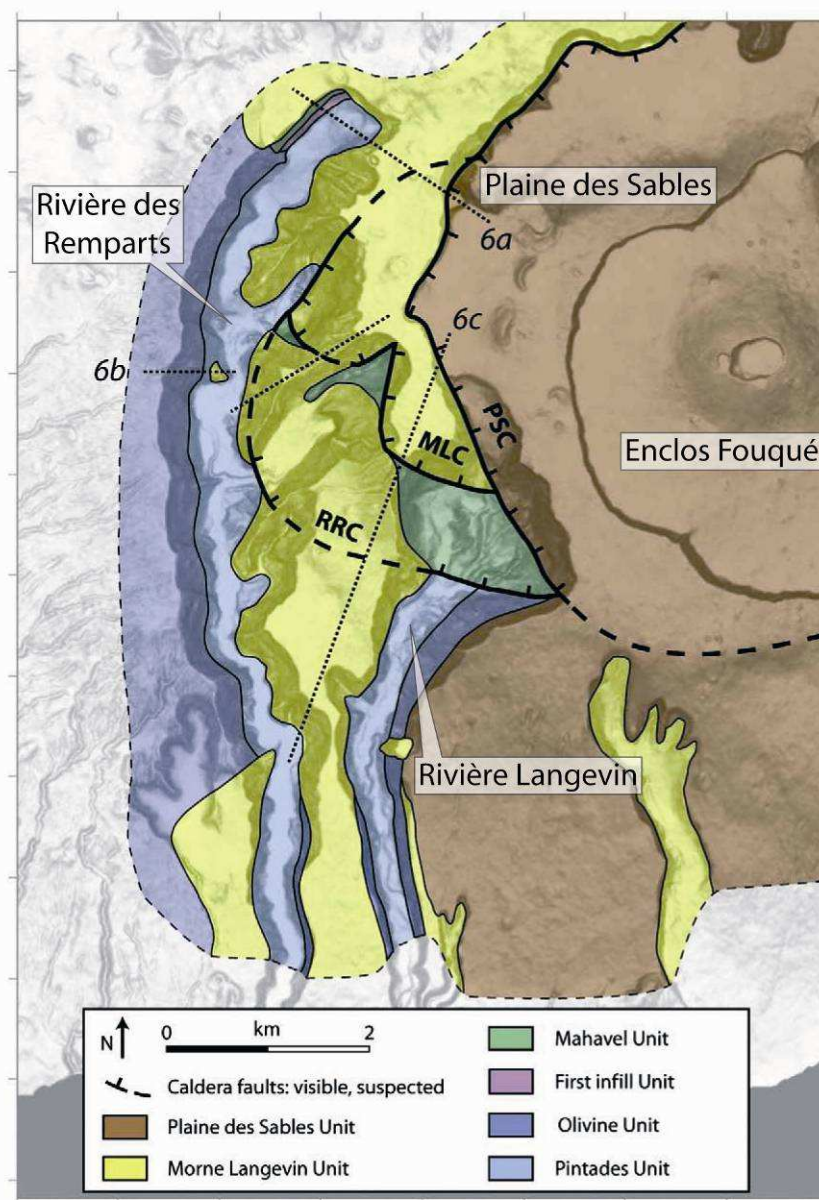 Plaine des Sables
Rivière des
Remparts
6a
6c
6b
PSC
MLC
Enclos Fouqué
RRC
Rivière Langevin
N
0 km 2
Caldera faults: visible, suspected
Plaine des Sables Unit
Morne Langevin Unit
Mahavel Unit
First infill Unit
Olivine Unit
Pintades Unit